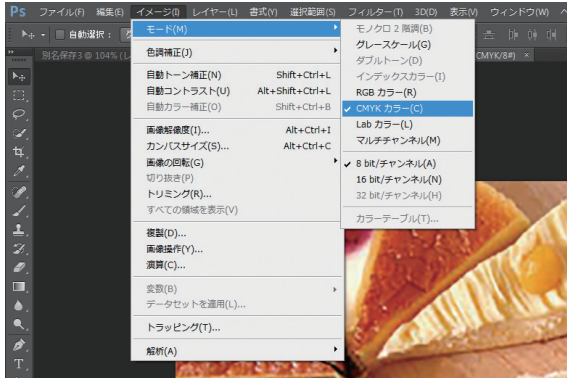 Ps ファイル(F) 編集(E) イメージ(I) レイヤー(L) 書式(Y) 選択範囲(S) フィルター(T) 3D(D) 表示(V) ウィンドウ(W)
自動選択：
別名保存3 @ 104% (レ
CMYK/8#) ×
モード(M)
色調補正(J)
自動トーン補正(N) Shift+Ctrl+L
自動コントラスト(U) Alt+Shift+Ctrl+L
自動カラー補正(O) Shift+Ctrl+B
画像解像度(I)... Alt+Ctrl+I
カンバスサイズ(S)... Alt+Ctrl+C
画像の回転(G)
切り抜き(P)
トリミング(R)...
すべての領域を表示(V)
複製(D)...
画像操作(Y)...
演算(C)...
変数(B)
データセットを適用(L)...
トラッピング(T)...
解析(A)
モノクロ 2 階調(B)
グレースケール(G)
ダブルトーン(D)
インデックスカラー(I)
RGB カラー(R)
✓ CMYK カラー(C)
Lab カラー(L)
マルチチャンネル(M)
✓ 8 bit/チャンネル(A)
16 bit/チャンネル(N)
32 bit/チャンネル(H)
カラーテーブル(T)...